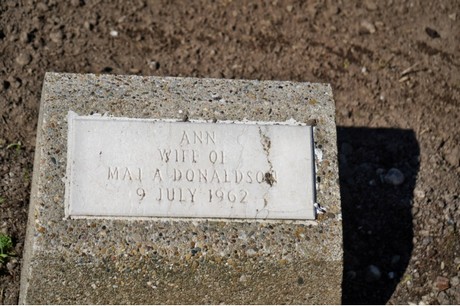 ANN
WIFE OF
MAJ A DONALDSON
9 JULY 1962